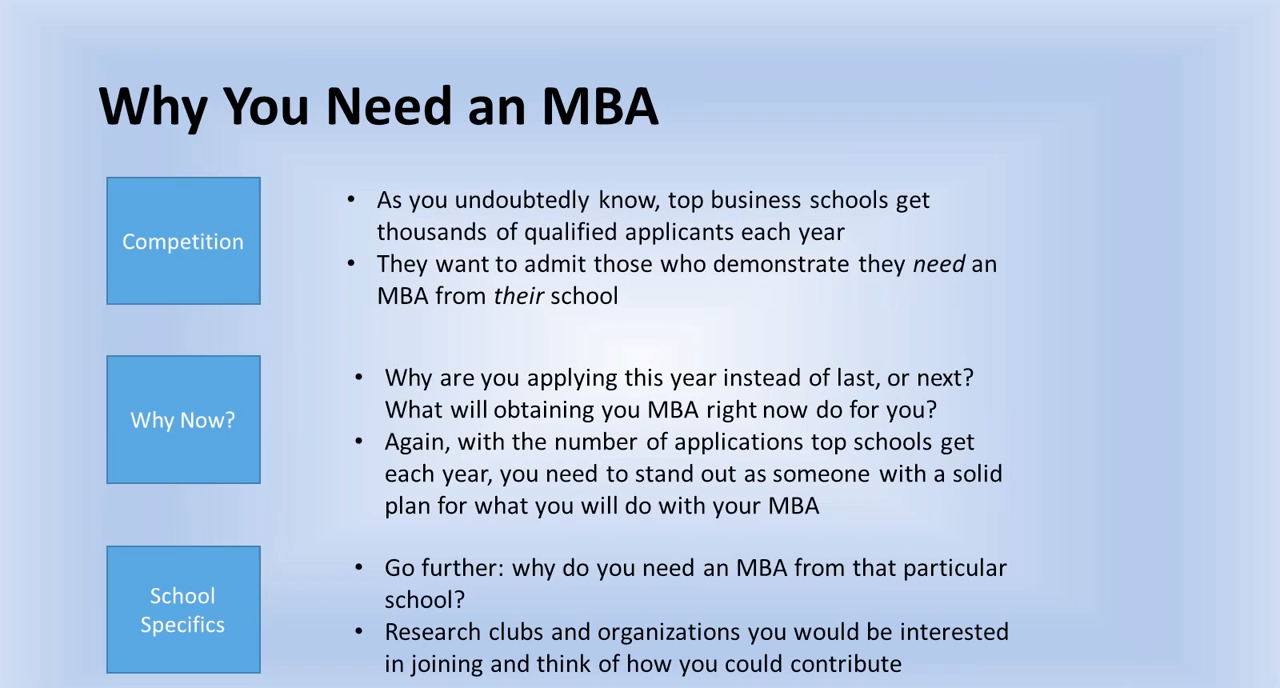 Why You Need an MBA
Competition
• As you undoubtedly know, top business schools get
thousands of qualified applicants each year
• They want to admit those who demonstrate they need an
MBA from their school
Why Now?
• Why are you applying this year instead of last, or next?
What will obtaining you MBA right now do for you?
• Again, with the number of applications top schools get
each year, you need to stand out as someone with a solid
plan for what you will do with your MBA
School
Specifics
• Go further: why do you need an MBA from that particular
school?
• Research clubs and organizations you would be interested
in joining and think of how you could contribute